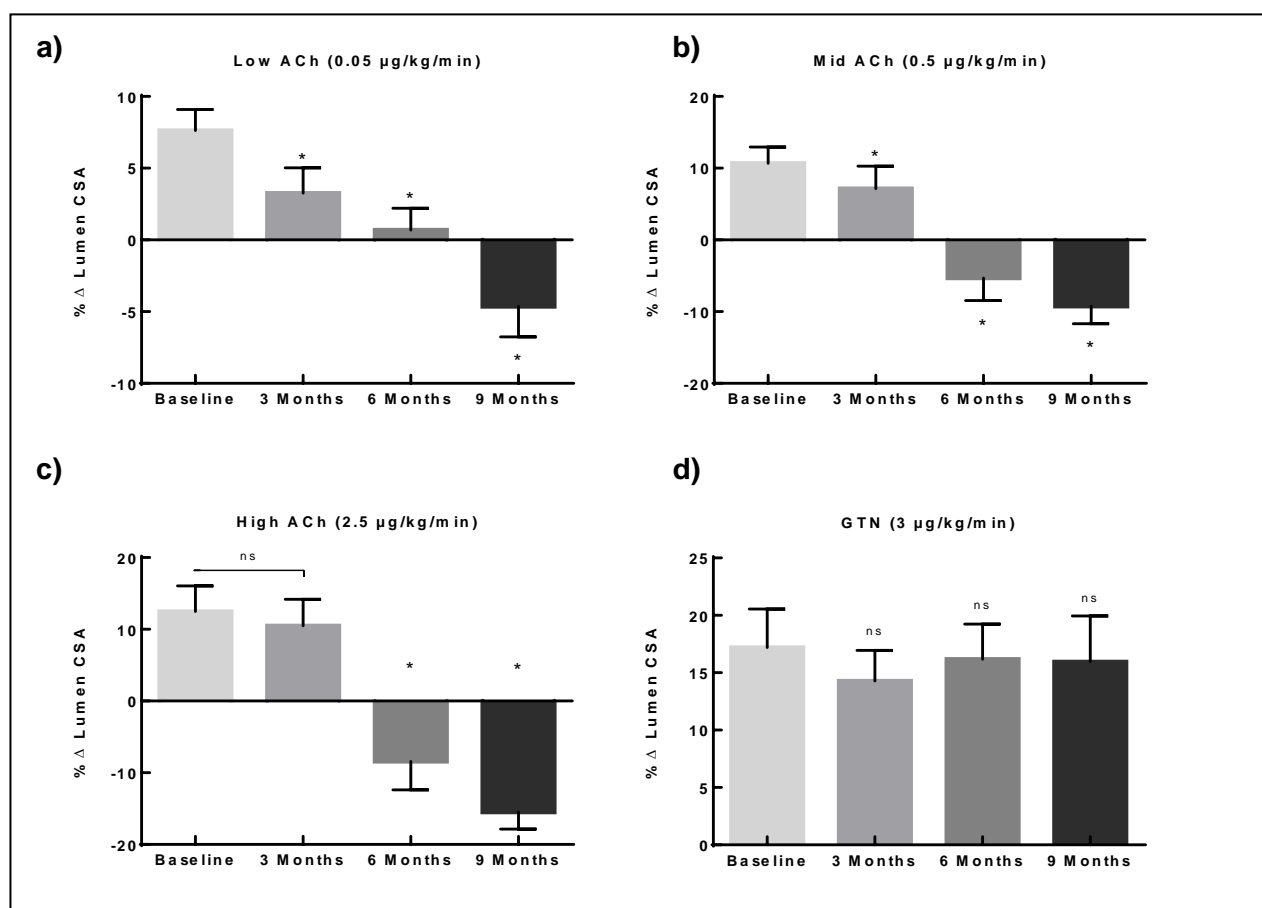 a)
Low ACh (0.05 µg/kg/min)
% Δ Lumen CSA
10
5
0
-5
-10
*
*
*
Baseline 3 Months 6 Months 9 Months
b)
Mid ACh (0.5 µg/kg/min)
% Δ Lumen CSA
20
10
0
-10
-20
*
*
*
Baseline 3 Months 6 Months 9 Months
c)
High ACh (2.5 µg/kg/min)
% Δ Lumen CSA
20
10
0
-10
-20
ns
*
*
Baseline 3 Months 6 Months 9 Months
d)
GTN (3 µg/kg/min)
% Δ Lumen CSA
25
20
15
10
5
0
ns
ns
ns
Baseline 3 Months 6 Months 9 Months